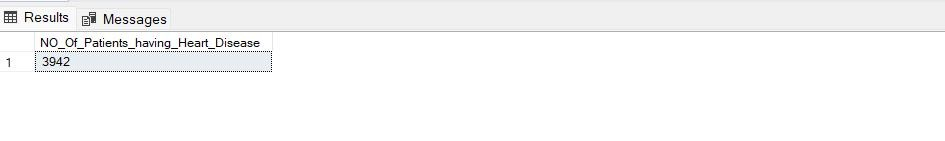 Results Messages
NO_Of_Patients_having_Heart_Disease
1 3942